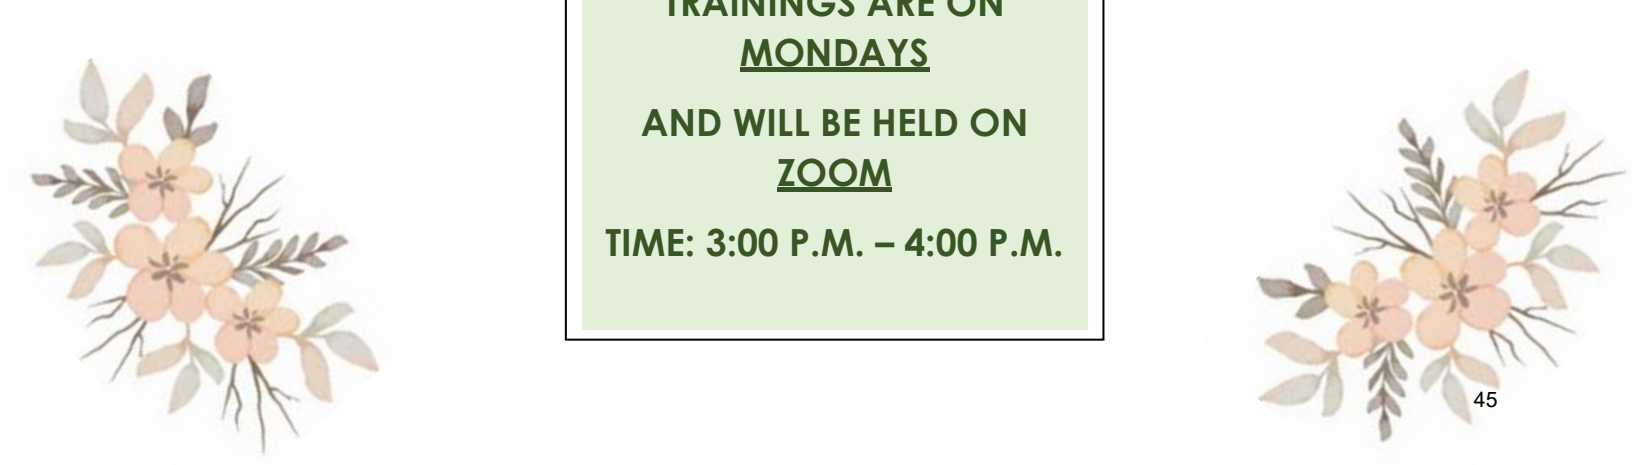 TRAININGS ARE ON
MONDAYS
AND WILL BE HELD ON
ZOOM
TIME: 3:00 P.M. – 4:00 P.M.
45